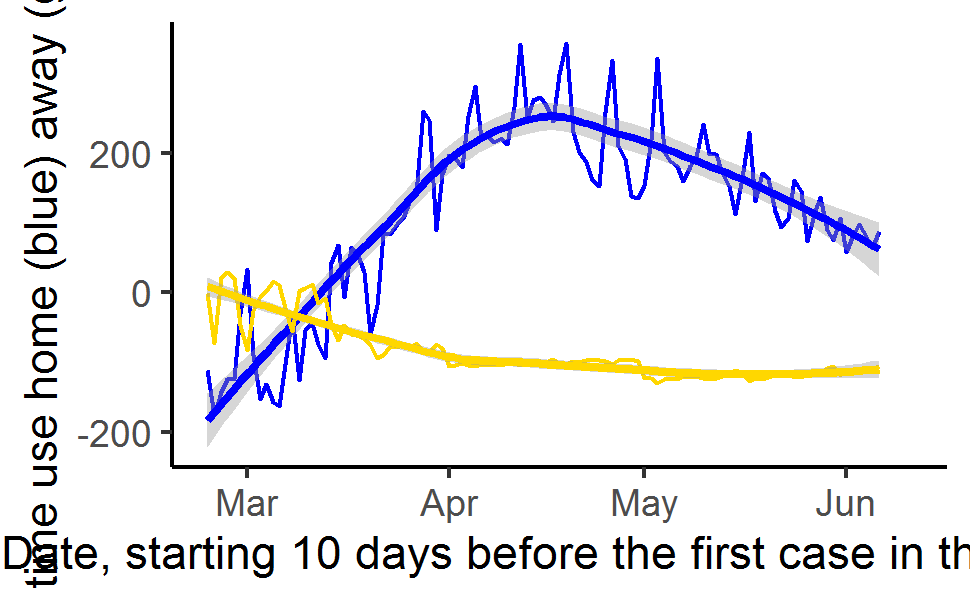 time use home (blue) away (g
200
0
-200
Mar Apr May Jun
Date, starting 10 days before the first case in th